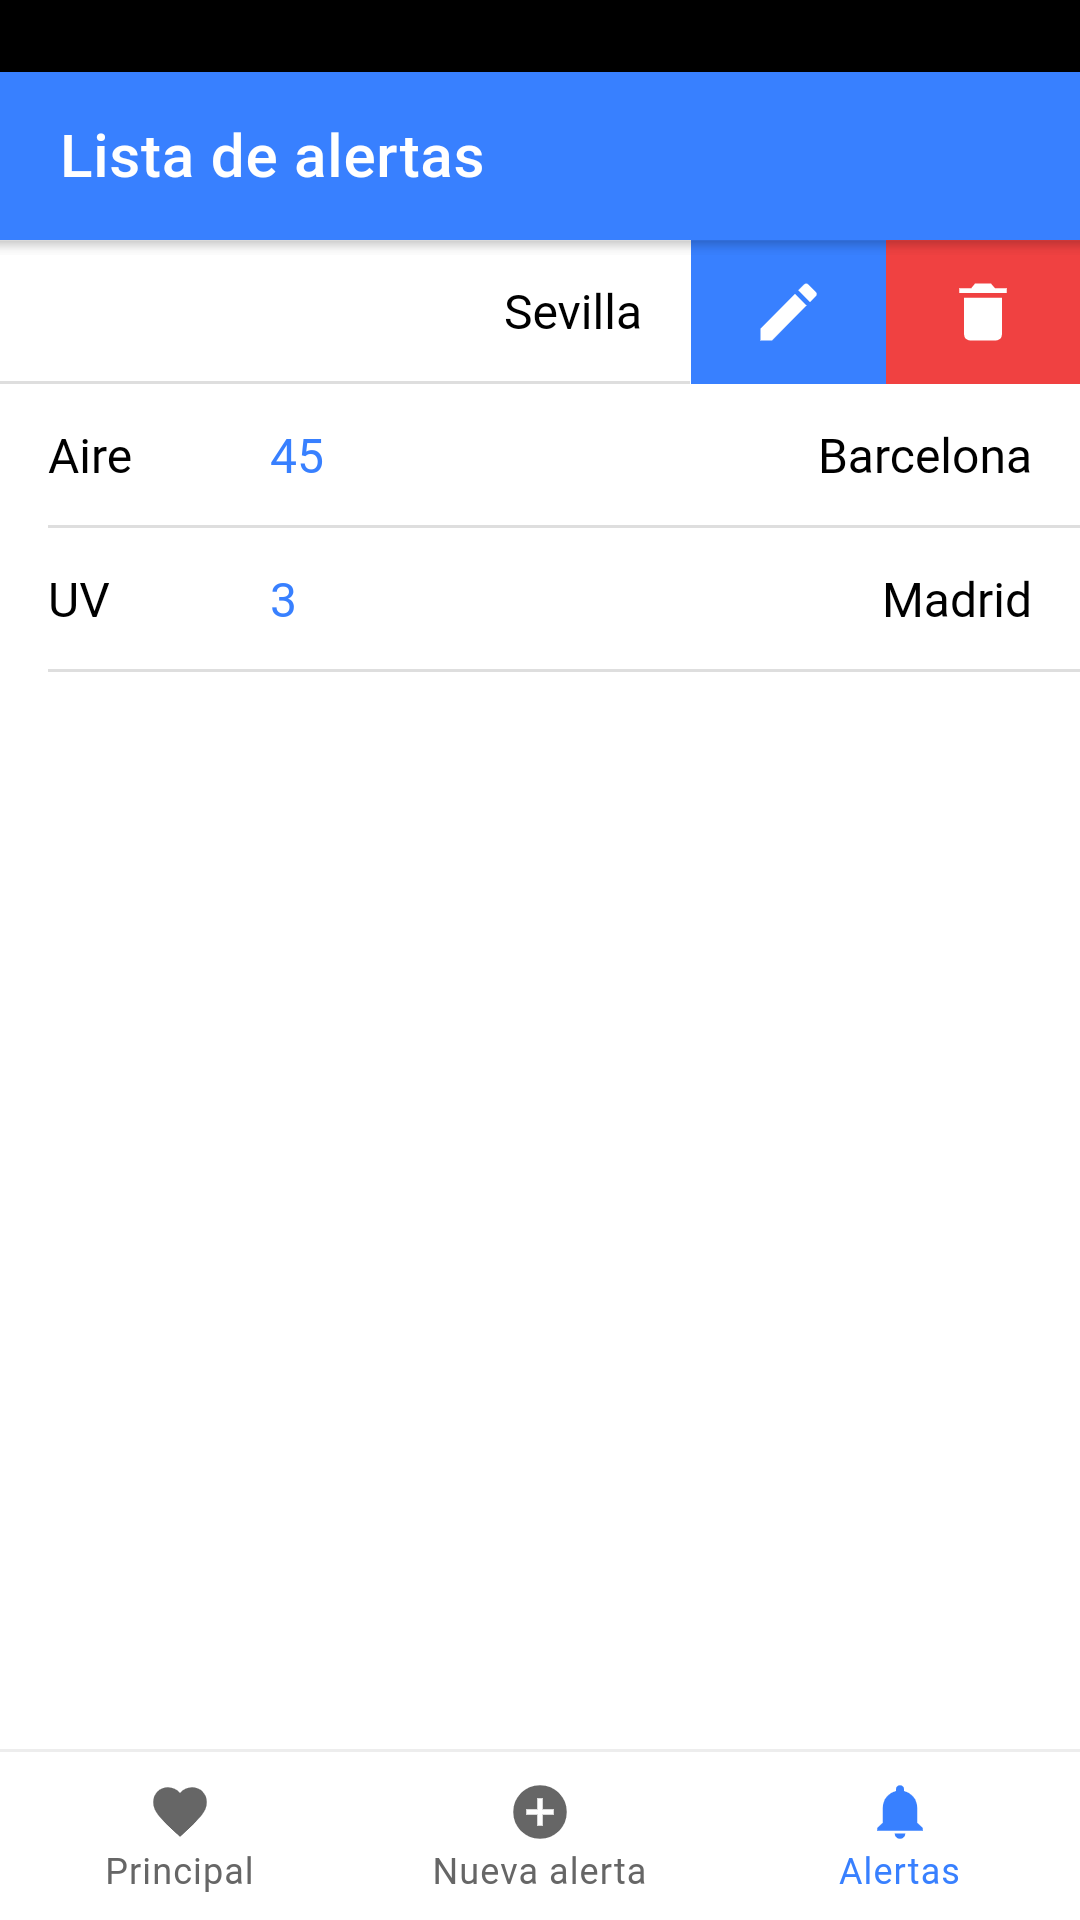 Lista de alertas
Sevilla
Aire 45 Barcelona
UV 3 Madrid
Principal Nueva alerta Alertas